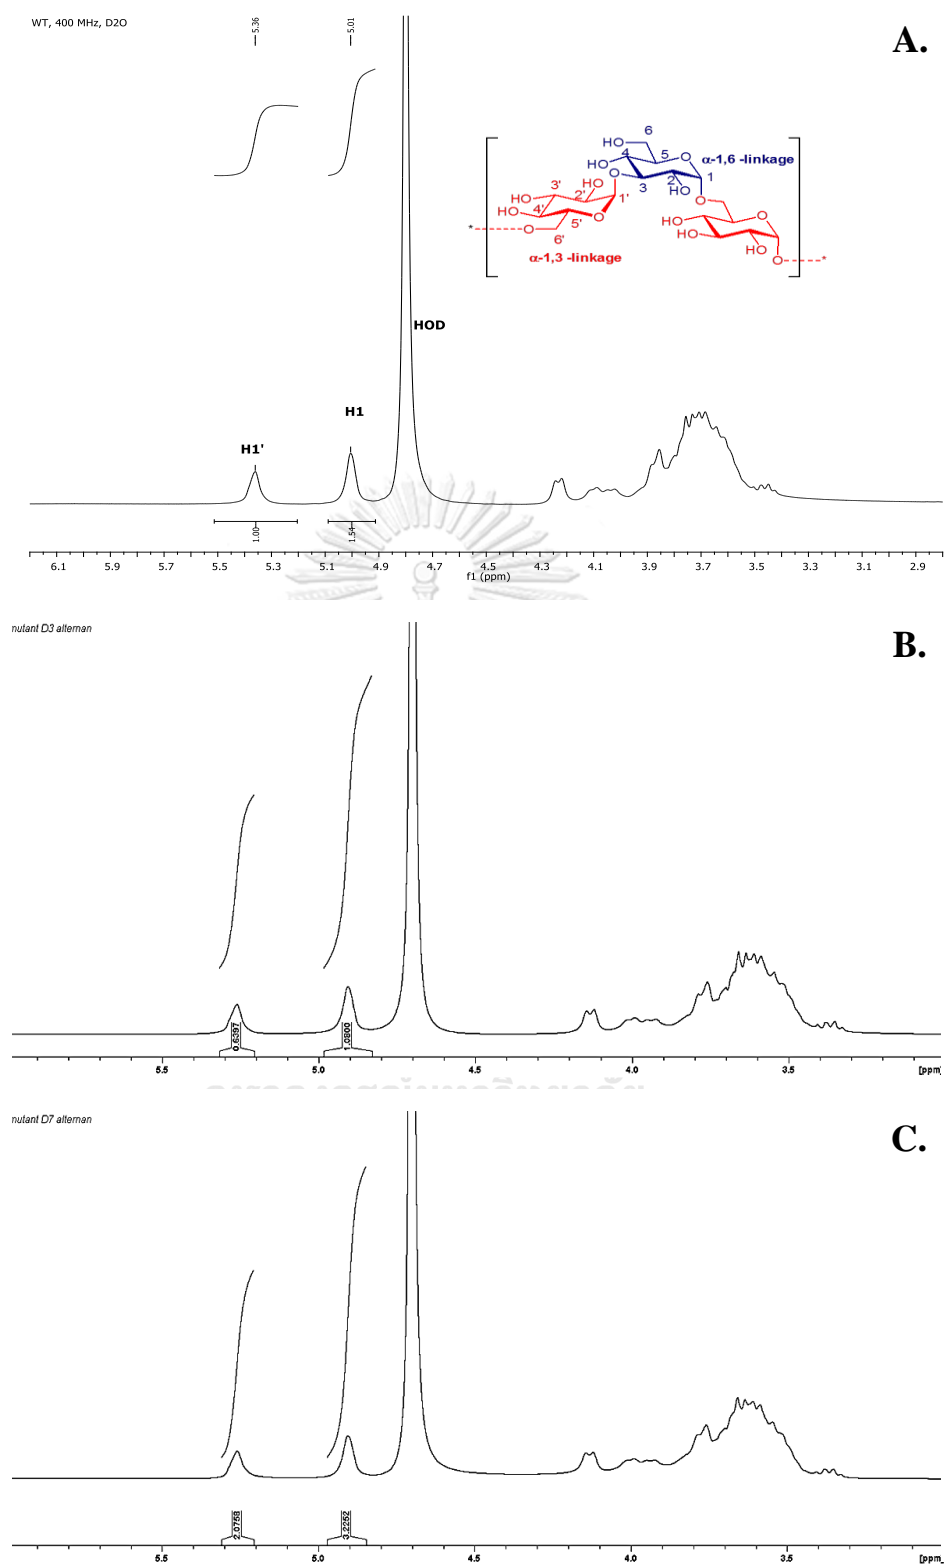 WT, 400 MHz, D2O
5.36
5.01
A.
HO
6
4
5
O
α-1,6 -linkage
HO
O
3
2
HO
1
3'
HO
HO
2'
1'
O
HO
4'
5'
O
HO
O
HO
*
O
6'
HO
O
*
α-1,3 -linkage
HOD
H1
H1'
1.00
1.54
6.1 5.9 5.7 5.5 5.3 5.1 4.9 4.7 4.5 4.3 4.1 3.9 3.7 3.5 3.3 3.1 2.9
f1 (ppm)
mutant D3 alternan
B.
0.6397
1.0800
5.5 5.0 4.5 4.0 3.5 [ppm]
mutant D7 alternan
C.
2.0758
3.2252
5.5 5.0 4.5 4.0 3.5 [ppm]